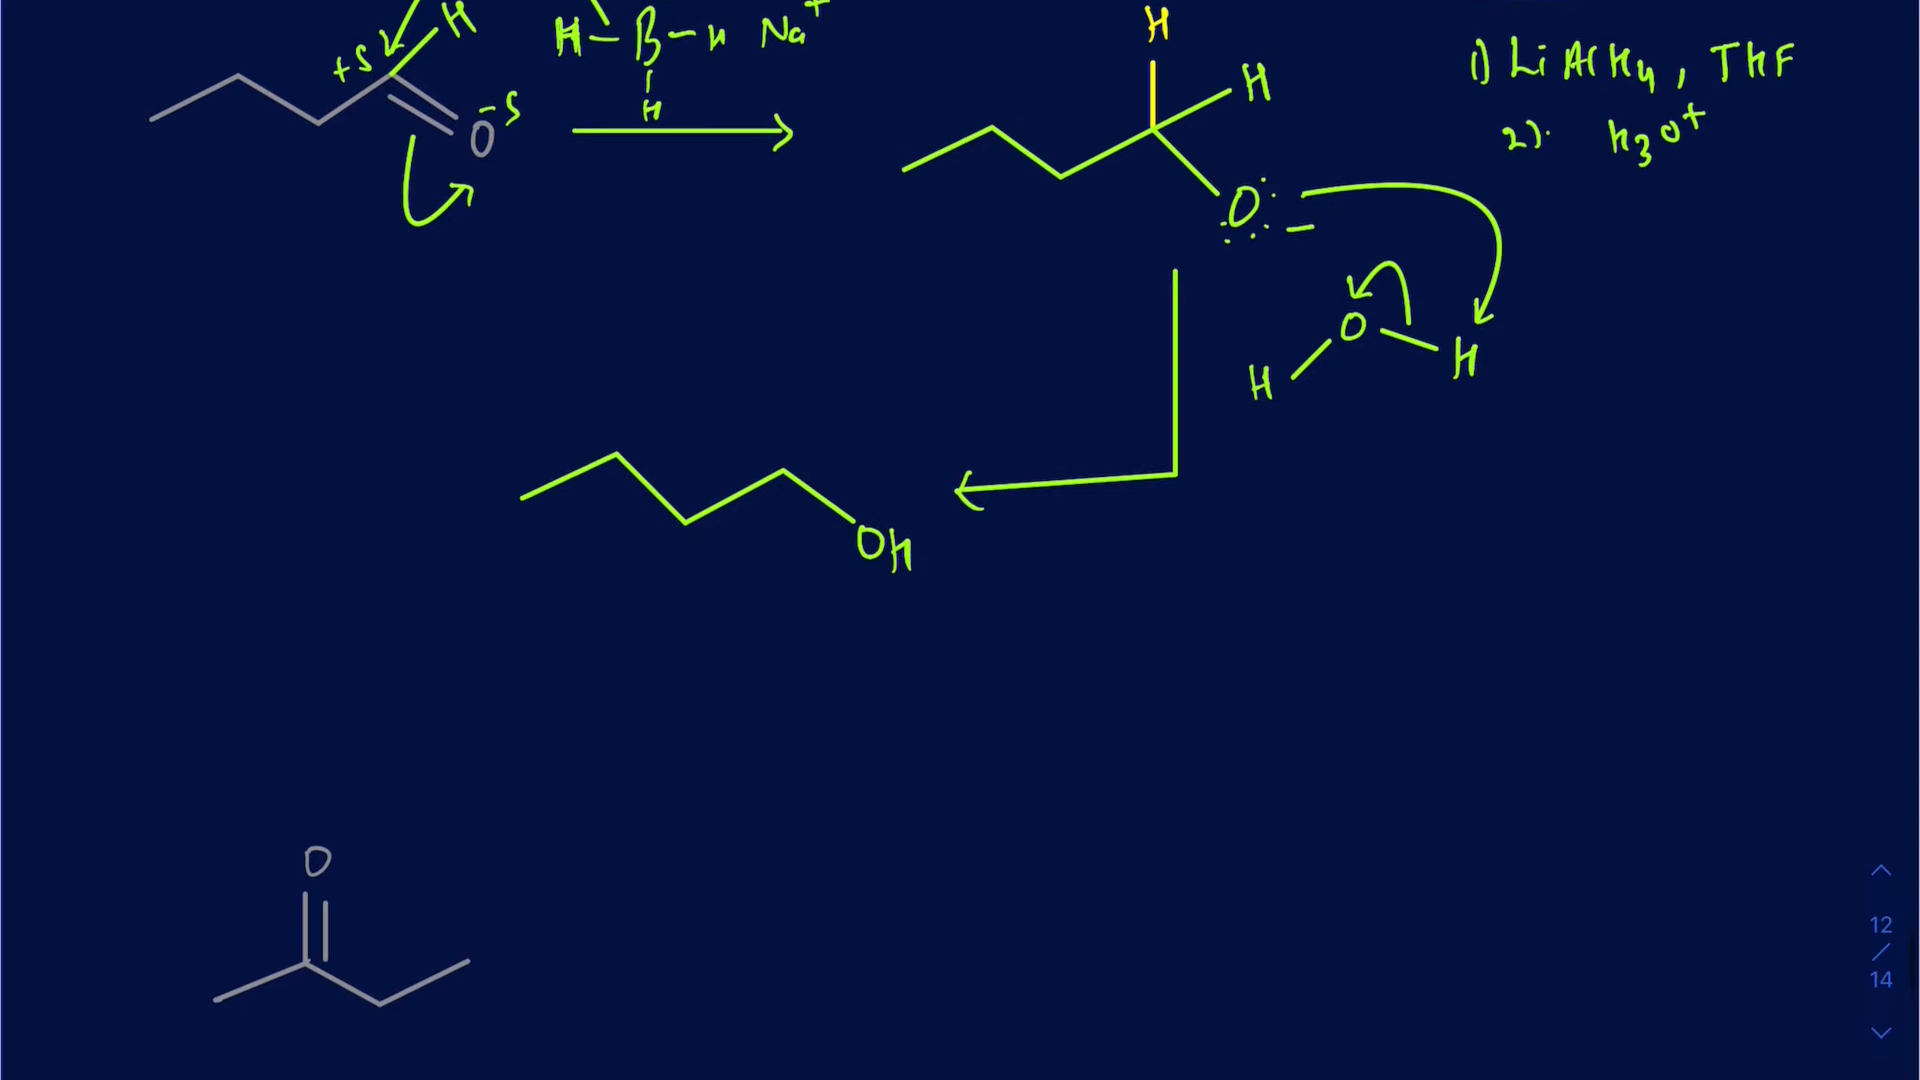 H
+δ
O -δ
H–B–H Na+
H
H
H
O
–
1) LiAlH4, THF
2). H3O+
O
H
H
OH
O
12
/
14